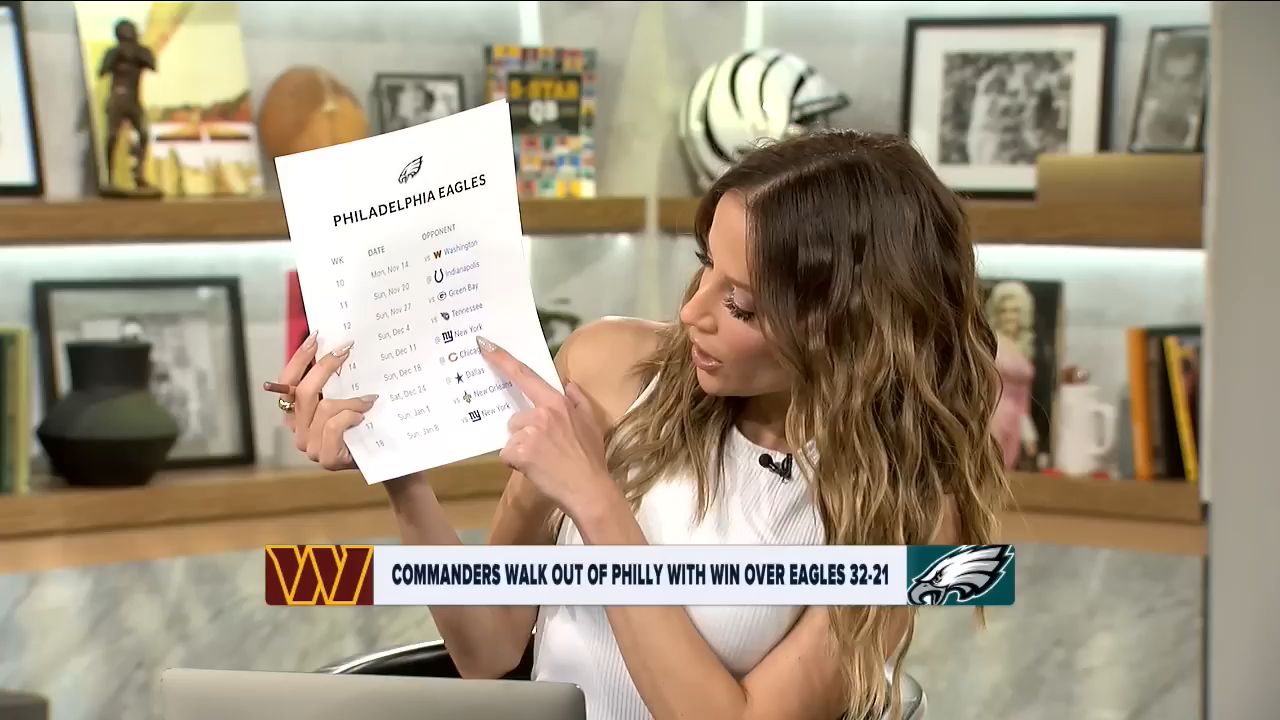 5-STAR
QB
PHILADELPHIA EAGLES
WK DATE OPPONENT
10 Mon, Nov 14 vs W Washington
11 Sun, Nov 20 @ Indianapolis
12 Sun, Nov 27 vs G Green Bay
Sun, Dec 4 vs Tennessee
14 Sun, Dec 11 @ ny New York
15 Sun, Dec 18 @ C Chicago
Sat, Dec 24 @ Dallas
17 Sun, Jan 1 vs New Orleans
18 Sun, Jan 8 vs ny New York
W COMMANDERS WALK OUT OF PHILLY WITH WIN OVER EAGLES 32-21